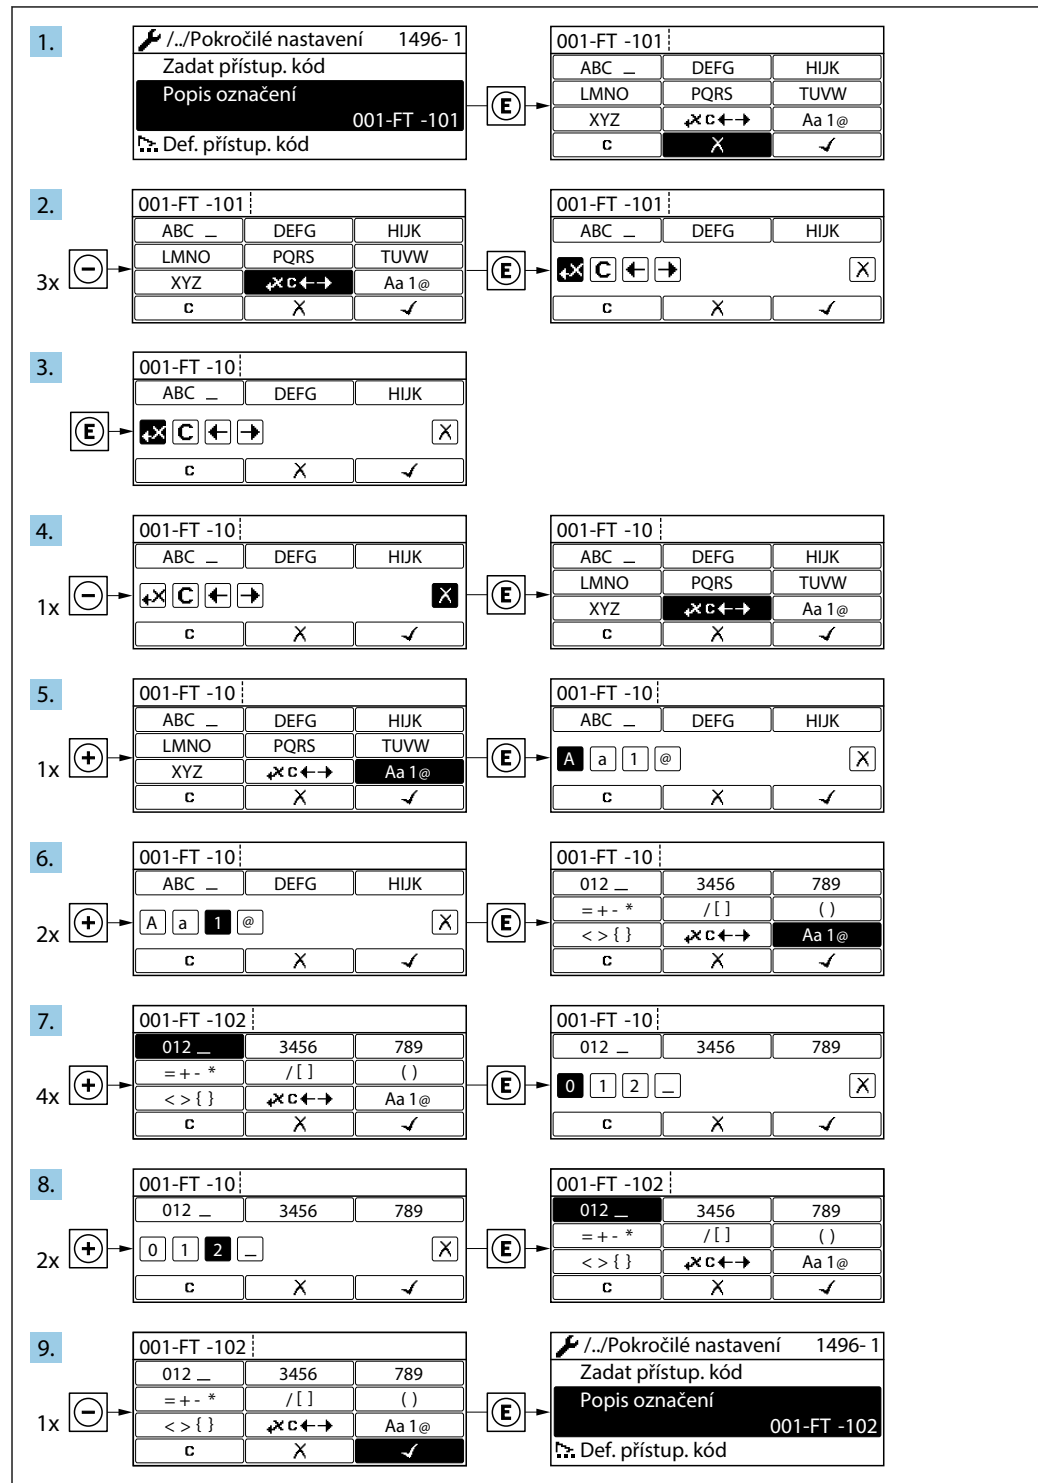 1.
/../Pokročilé nastavení 1496-1
Zadat přístup. kód
Popis označení
001-FT -101
Def. přístup. kód
E
001-FT -101
ABC _ DEFG HIJK
LMNO PQRS TUVW
XYZ C Aa 1@
C X ✓
2.
3x
001-FT -101
ABC _ DEFG HIJK
LMNO PQRS TUVW
XYZ C Aa 1@
C X ✓
E
001-FT -101
ABC _ DEFG HIJK
C ← → X
C X ✓
3.
E
001-FT -10
ABC _ DEFG HIJK
C ← → X
C X ✓
4.
1x
001-FT -10
ABC _ DEFG HIJK
C ← → X
C X ✓
E
001-FT -10
ABC _ DEFG HIJK
LMNO PQRS TUVW
XYZ C Aa 1@
C X ✓
5.
1x
001-FT -10
ABC _ DEFG HIJK
LMNO PQRS TUVW
XYZ C Aa 1@
C X ✓
E
001-FT -10
ABC _ DEFG HIJK
A a 1 @ X
C X ✓
6.
2x
001-FT -10
ABC _ DEFG HIJK
A a 1 @ X
C X ✓
E
001-FT -10
012 _ 3456 789
= + - * / [ ] ( )
< > { } C Aa 1@
C X ✓
7.
4x
001-FT -102
012 _ 3456 789
= + - * / [ ] ( )
< > { } C Aa 1@
C X ✓
E
001-FT -10
012 _ 3456 789
0 1 2 _ X
C X ✓
8.
2x
001-FT -10
012 _ 3456 789
0 1 2 _ X
C X ✓
E
001-FT -102
012 _ 3456 789
= + - * / [ ] ( )
< > { } C Aa 1@
C X ✓
9.
1x
001-FT -102
012 _ 3456 789
= + - * / [ ] ( )
< > { } C Aa 1@
C X ✓
E
/../Pokročilé nastavení 1496-1
Zadat přístup. kód
Popis označení
001-FT -102
Def. přístup. kód